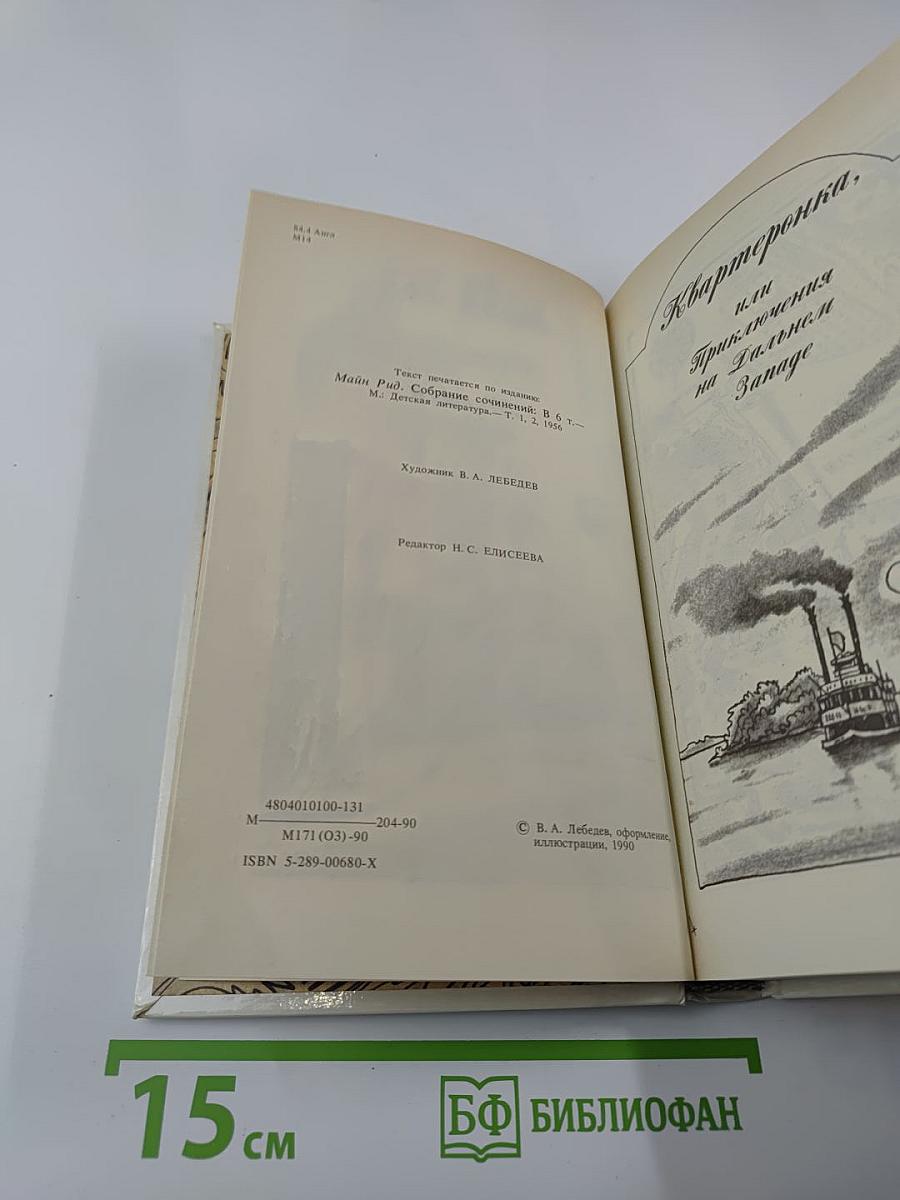 84.4 Англ
М14
Текст печатается по изданию:
Майн Рид. Собрание сочинений: В 6 т.—
М.: Детская литература.— Т. 1, 2, 1956
Художник В. А. ЛЕБЕДЕВ
Редактор Н. С. ЕЛИСЕЕВА
4804010100-131
М——————204-90
М171(О3)-90
ISBN 5-289-00680-X
© В. А. Лебедев, оформление,
иллюстрации, 1990
Квартеронка,
или
Приключения
на Дальнем
Западе
15 см
БФ БИБЛИОФАН